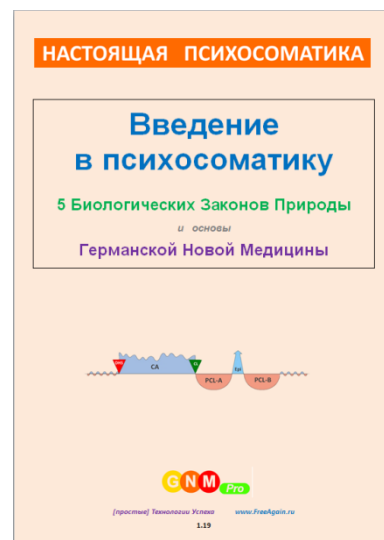 НАСТОЯЩАЯ ПСИХОСОМАТИКА
Введение
в психосоматику
5 Биологических Законов Природы
и основы
Германской Новой Медицины
CA
PCL-A
PCL-B
GNM Pro
[простые] Технологии Успеха www.FreeAgain.ru
1.19